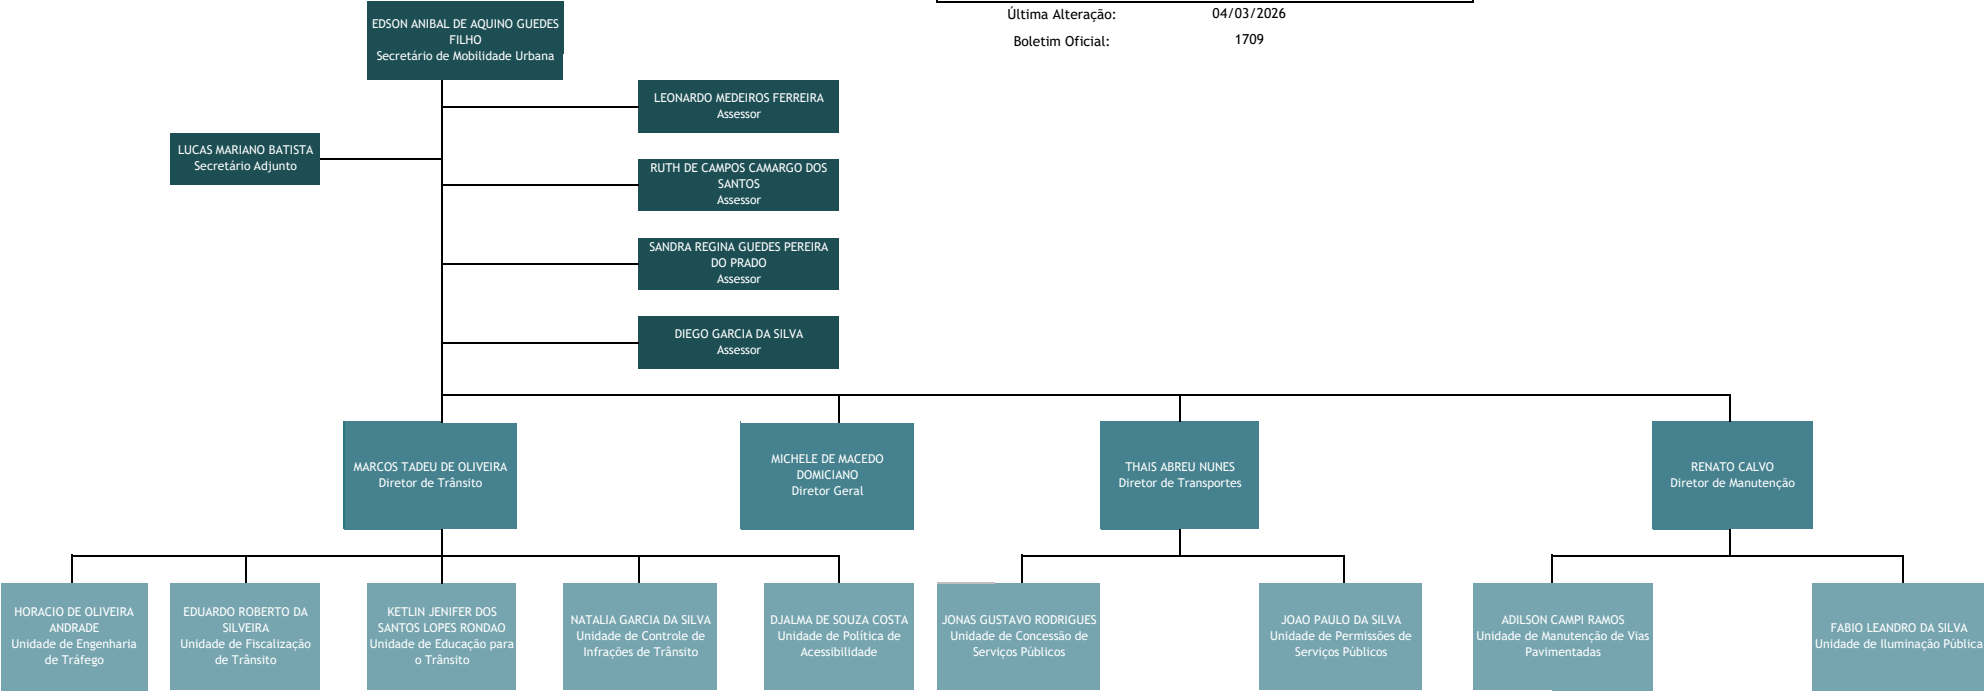 EDSON ANIBAL DE AQUINO GUEDES
FILHO
Secretário de Mobilidade Urbana
Última Alteração: 04/03/2026
Boletim Oficial: 1709
LEONARDO MEDEIROS FERREIRA
Assessor
LUCAS MARIANO BATISTA
Secretário Adjunto
RUTH DE CAMPOS CAMARGO DOS
SANTOS
Assessor
SANDRA REGINA GUEDES PEREIRA
DO PRADO
Assessor
DIEGO GARCIA DA SILVA
Assessor
MARCOS TADEU DE OLIVEIRA
Diretor de Trânsito
MICHELE DE MACEDO
DOMICIANO
Diretor Geral
THAIS ABREU NUNES
Diretor de Transportes
RENATO CALVO
Diretor de Manutenção
HORACIO DE OLIVEIRA
ANDRADE
Unidade de Engenharia
de Tráfego
EDUARDO ROBERTO DA
SILVEIRA
Unidade de Fiscalização
de Trânsito
KETLIN JENIFER DOS
SANTOS LOPES RONDAO
Unidade de Educação para
o Trânsito
NATALIA GARCIA DA SILVA
Unidade de Controle de
Infrações de Trânsito
DJALMA DE SOUZA COSTA
Unidade de Política de
Acessibilidade
JONAS GUSTAVO RODRIGUES
Unidade de Concessão de
Serviços Públicos
JOAO PAULO DA SILVA
Unidade de Permissões de
Serviços Públicos
ADILSON CAMPI RAMOS
Unidade de Manutenção de Vias
Pavimentadas
FABIO LEANDRO DA SILVA
Unidade de Iluminação Pública